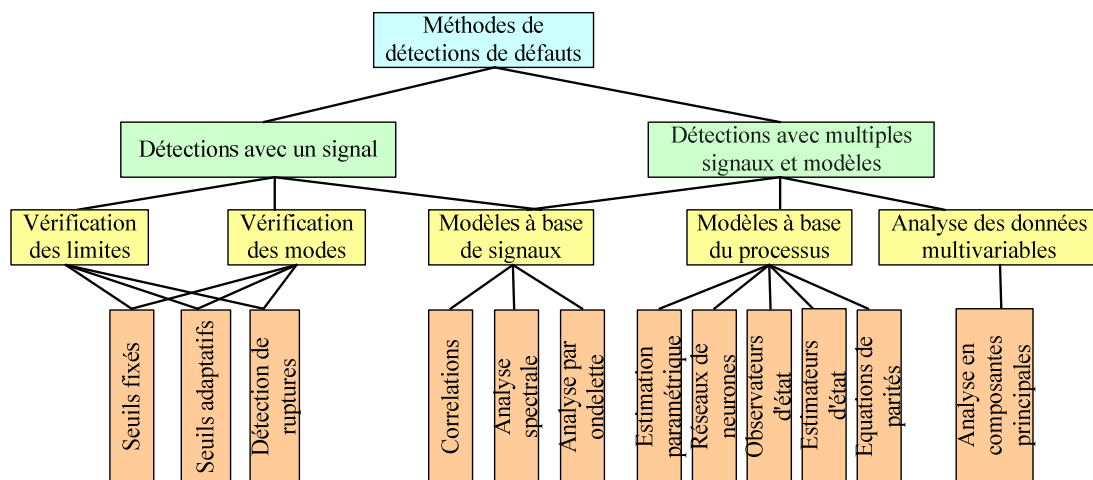 Méthodes de
détections de défauts
Détections avec un signal
Détections avec multiples
signaux et modèles
Vérification
des limites
Vérification
des modes
Modèles à base
de signaux
Modèles à base
du processus
Analyse des données
multivariables
Seuils fixés
Seuils adaptatifs
Détection de
ruptures
Correlations
Analyse
spectrale
Analyse par
ondelette
Estimation
paramétrique
Réseaux de
neurones
Observateurs
d'état
Estimateurs
d'état
Equations de
parités
Analyse en
composantes
principales